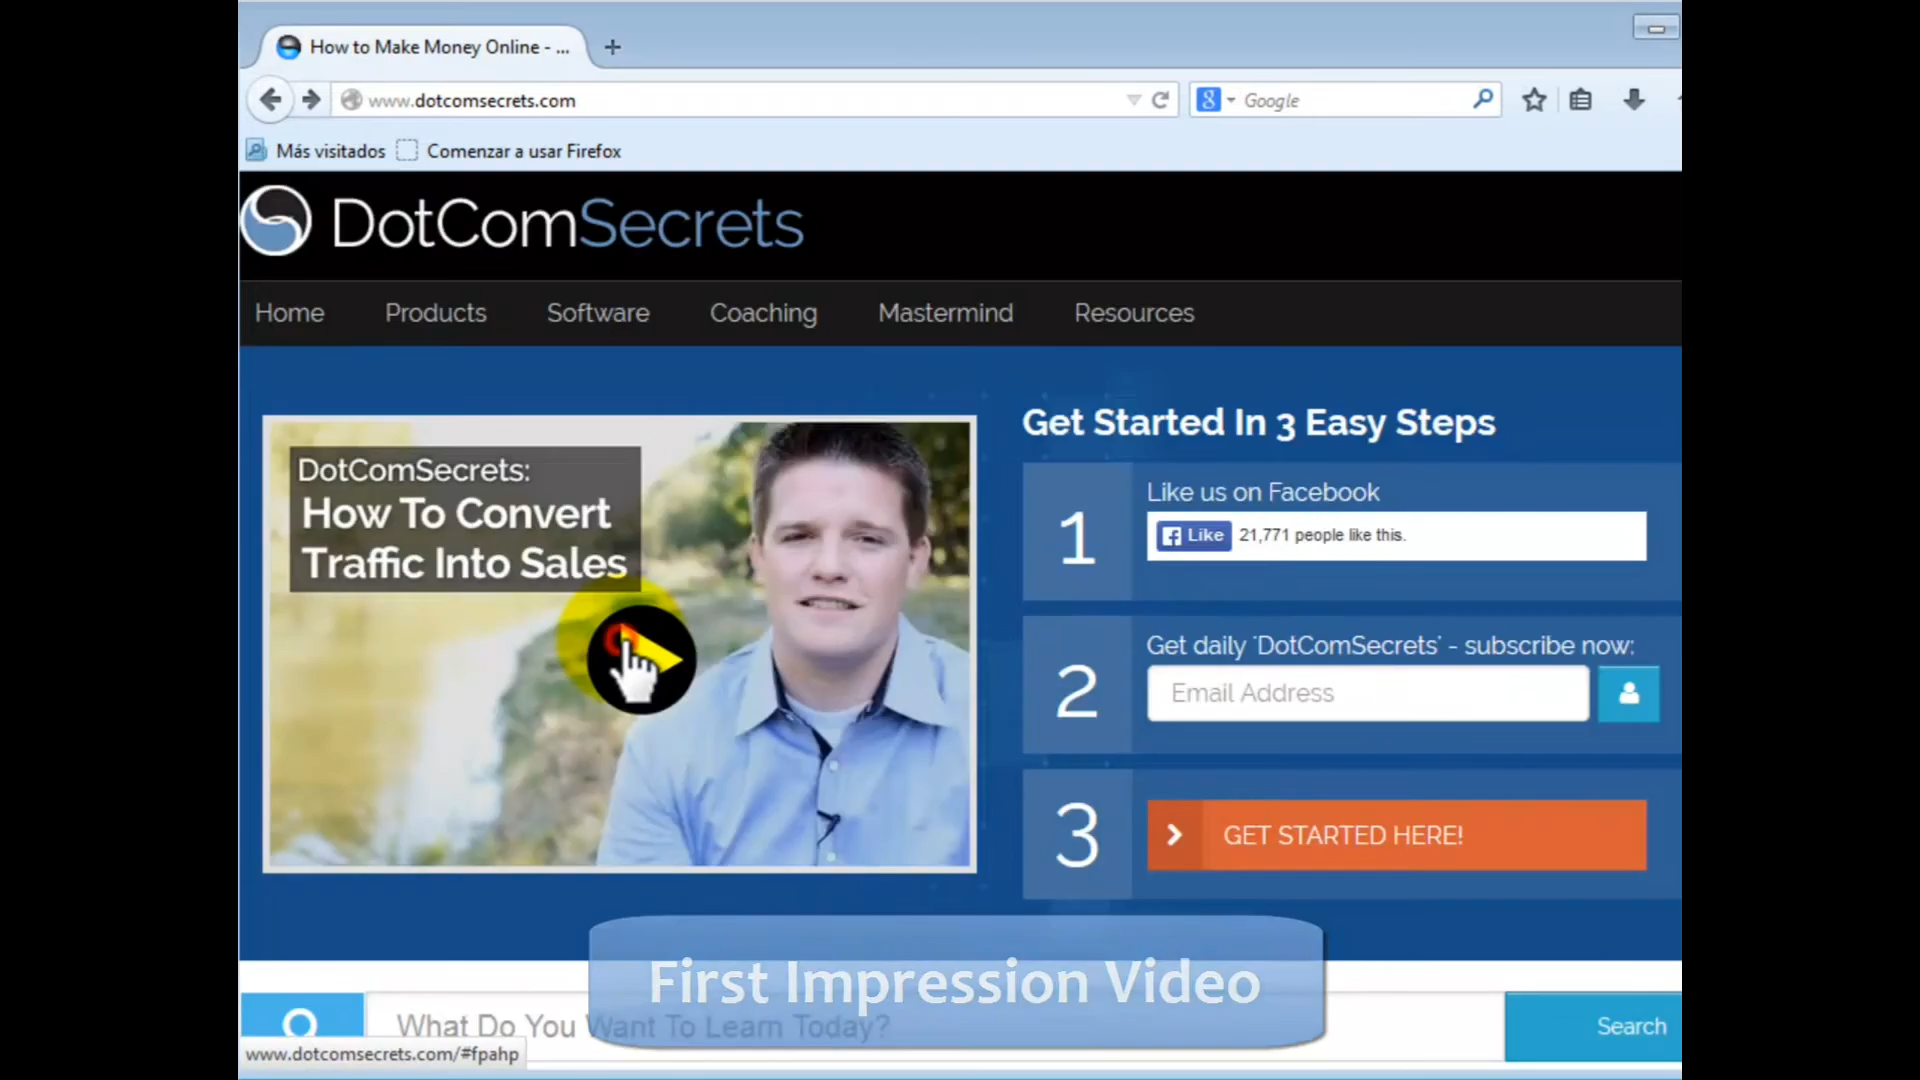 How to Make Money Online - ...
www.dotcomsecrets.com
Google
Más visitados
Comenzar a usar Firefox
DotComSecrets
Home Products Software Coaching Mastermind Resources
DotComSecrets:
How To Convert
Traffic Into Sales
Get Started In 3 Easy Steps
1
Like us on Facebook
Like 21,771 people like this.
2
Get daily 'DotComSecrets' - subscribe now:
Email Address
3
GET STARTED HERE!
First Impression Video
What Do You Want To Learn Today?
Search
www.dotcomsecrets.com/#fpahp